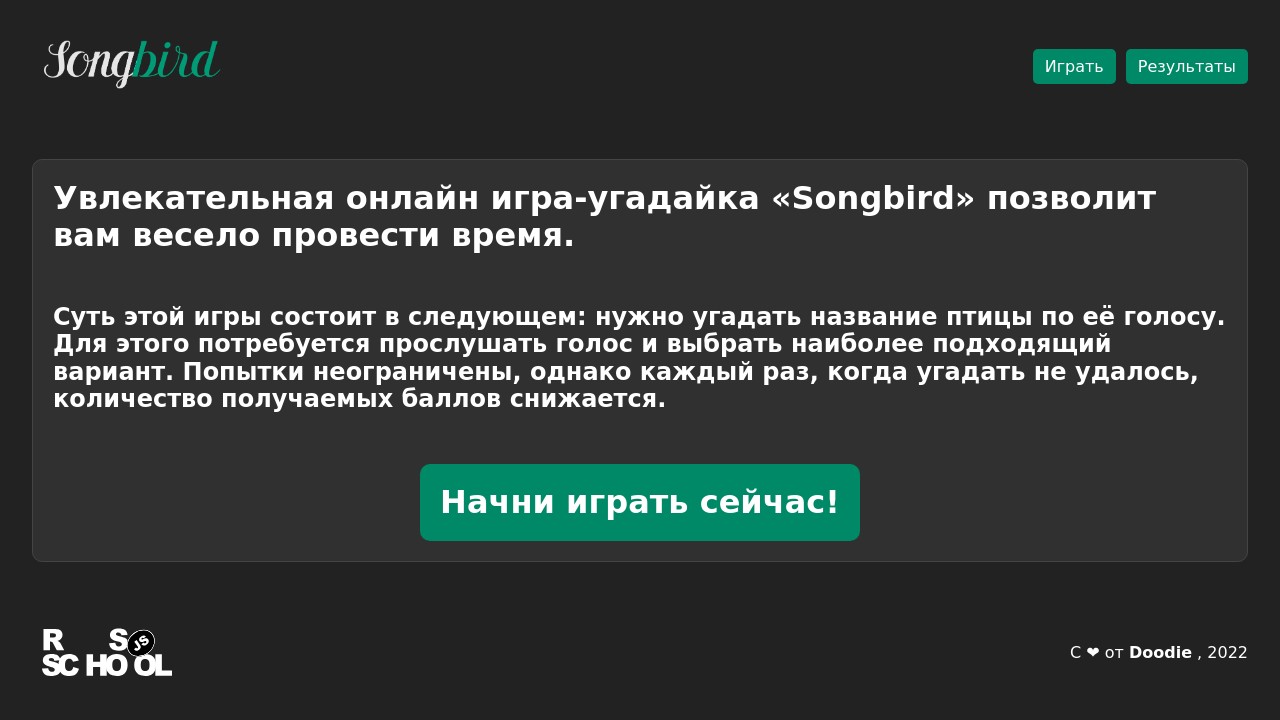 Songbird
Играть
Результаты
Увлекательная онлайн игра-угадайка «Songbird» позволит
вам весело провести время.
Суть этой игры состоит в следующем: нужно угадать название птицы по её голосу.
Для этого потребуется прослушать голос и выбрать наиболее подходящий
вариант. Попытки неограничены, однако каждый раз, когда угадать не удалось,
количество получаемых баллов снижается.
Начни играть сейчас!
R S JS
SCHOOL
С ❤ от Doodie , 2022